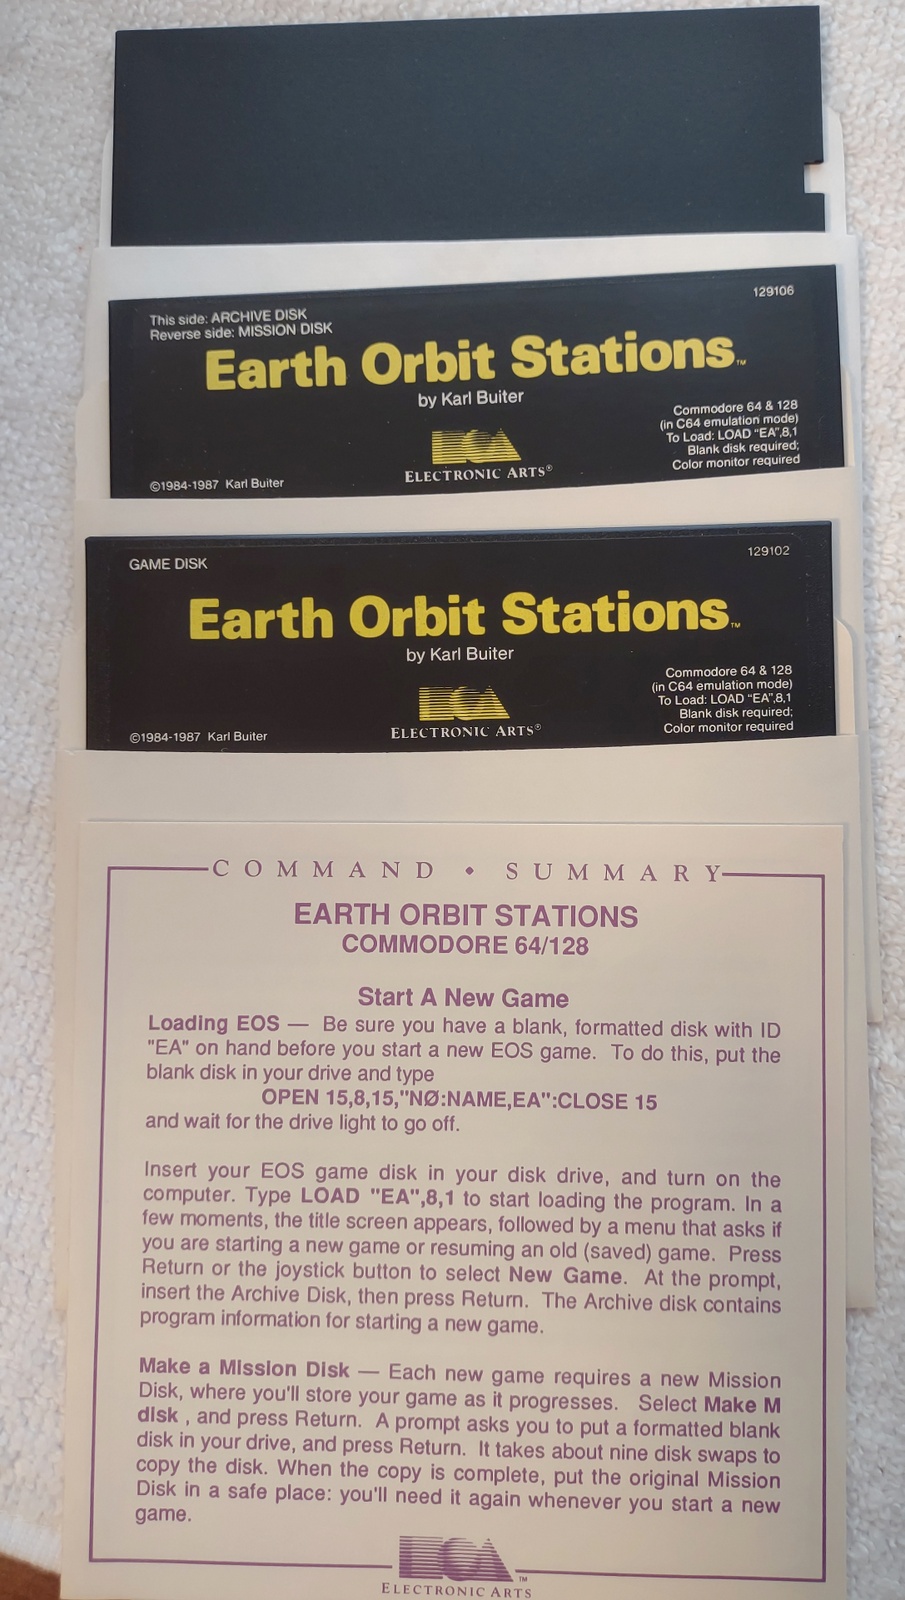 129106
This side: ARCHIVE DISK
Reverse side: MISSION DISK
Earth Orbit Stations™
by Karl Buiter
Commodore 64 & 128
(in C64 emulation mode)
To Load: LOAD "EA",8,1
Blank disk required;
Color monitor required
ELECTRONIC ARTS®
©1984-1987 Karl Buiter
129102
GAME DISK
Earth Orbit Stations™
by Karl Buiter
Commodore 64 & 128
(in C64 emulation mode)
To Load: LOAD "EA",8,1
Blank disk required;
Color monitor required
ELECTRONIC ARTS®
©1984-1987 Karl Buiter
COMMAND • SUMMARY
EARTH ORBIT STATIONS
COMMODORE 64/128
Start A New Game
Loading EOS — Be sure you have a blank, formatted disk with ID
"EA" on hand before you start a new EOS game. To do this, put the
blank disk in your drive and type
OPEN 15,8,15,"NØ:NAME,EA":CLOSE 15
and wait for the drive light to go off.
Insert your EOS game disk in your disk drive, and turn on the
computer. Type LOAD "EA",8,1 to start loading the program. In a
few moments, the title screen appears, followed by a menu that asks if
you are starting a new game or resuming an old (saved) game. Press
Return or the joystick button to select New Game. At the prompt,
insert the Archive Disk, then press Return. The Archive disk contains
program information for starting a new game.
Make a Mission Disk — Each new game requires a new Mission
Disk, where you'll store your game as it progresses. Select Make M
disk , and press Return. A prompt asks you to put a formatted blank
disk in your drive, and press Return. It takes about nine disk swaps to
copy the disk. When the copy is complete, put the original Mission
Disk in a safe place: you'll need it again whenever you start a new
game.
™
ELECTRONIC ARTS